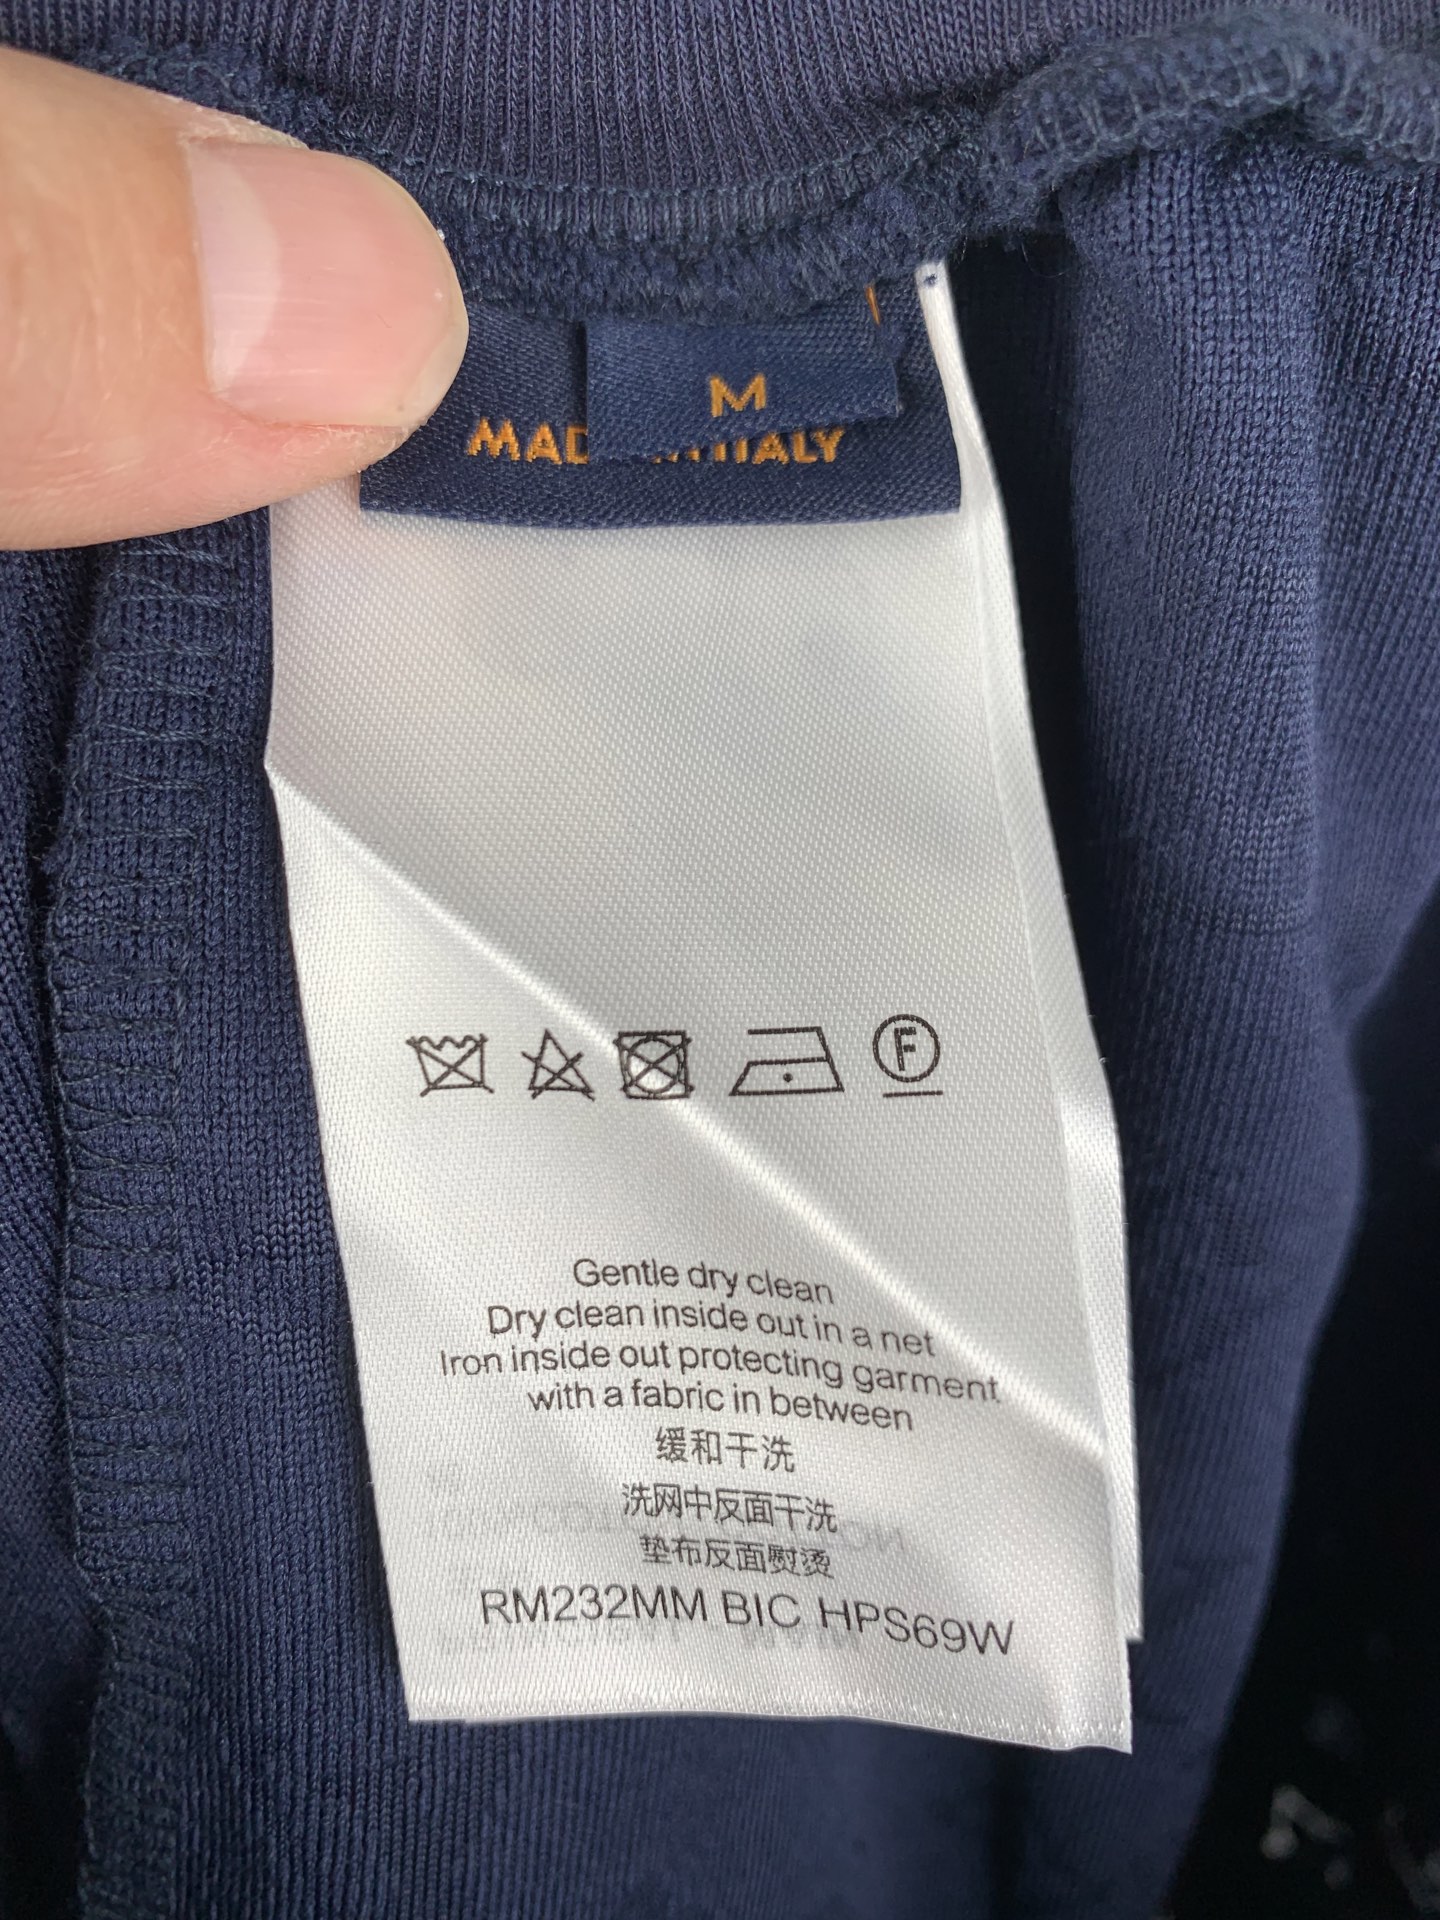 M
MADE IN ITALY
F
Gentle dry clean
Dry clean inside out in a net
Iron inside out protecting garment
with a fabric in between
缓和干洗
洗网中反面干洗
垫布反面熨烫
RM232MM BIC HPS69W